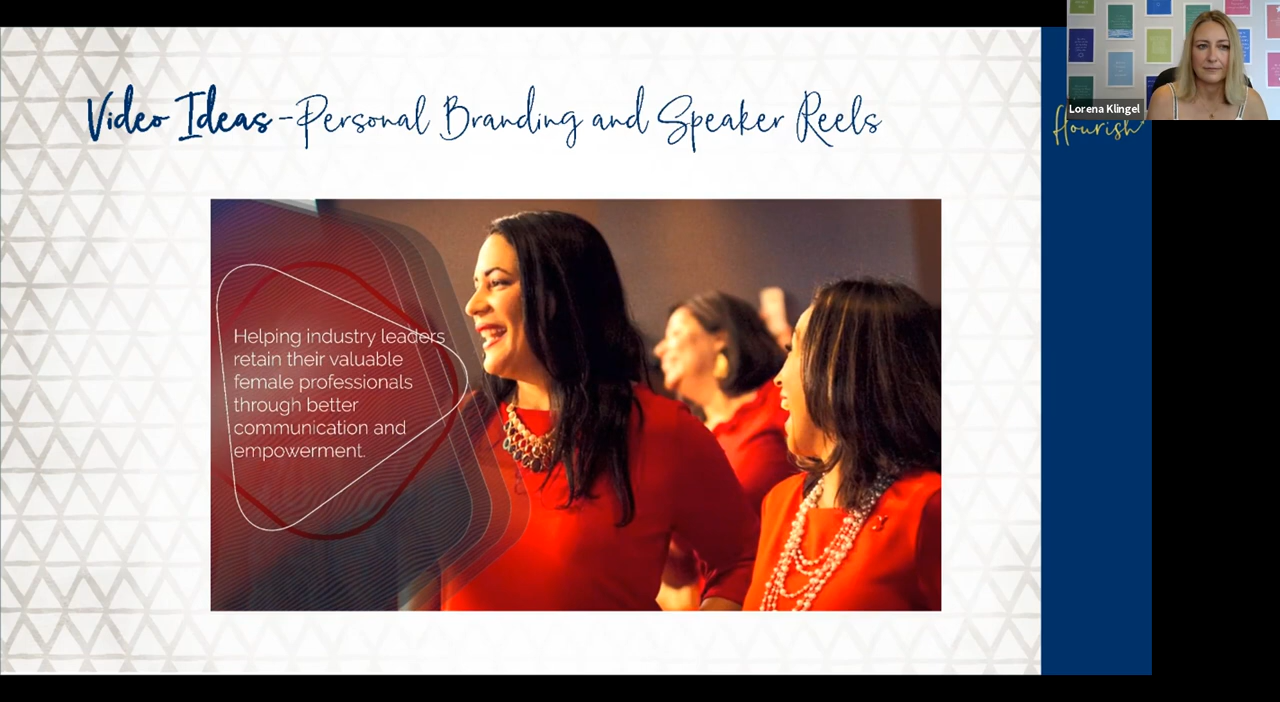 Video Ideas - Personal Branding and Speaker Reels
Lorena Klingel
flourish
Helping industry leaders
retain their valuable
female professionals
through better
communication and
empowerment.